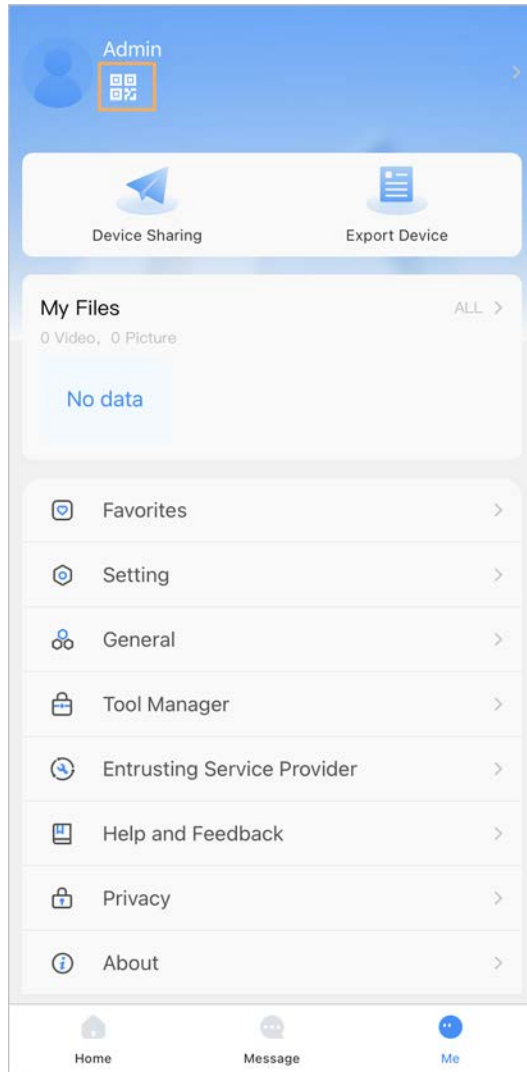 Admin
Device Sharing
Export Device
My Files
ALL
0 Video, 0 Picture
No data
Favorites
Setting
General
Tool Manager
Entrusting Service Provider
Help and Feedback
Privacy
About
Home
Message
Me